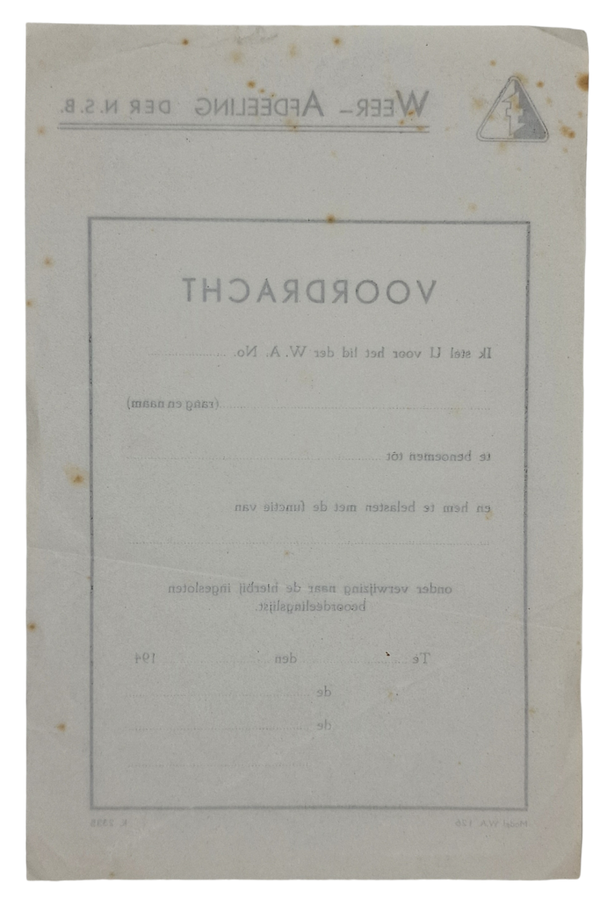 WEER-AFDEELING DER N.S.B.
VOORDRACHT
Ik stel U voor het lid der W. A. No.
(rang en naam)
te benoemen tot
en hem te belasten met de functie van
onder verwijzing naar de hierbij ingesloten
beoordeelingslijst.
Te den 194
de
de
Model W.A.